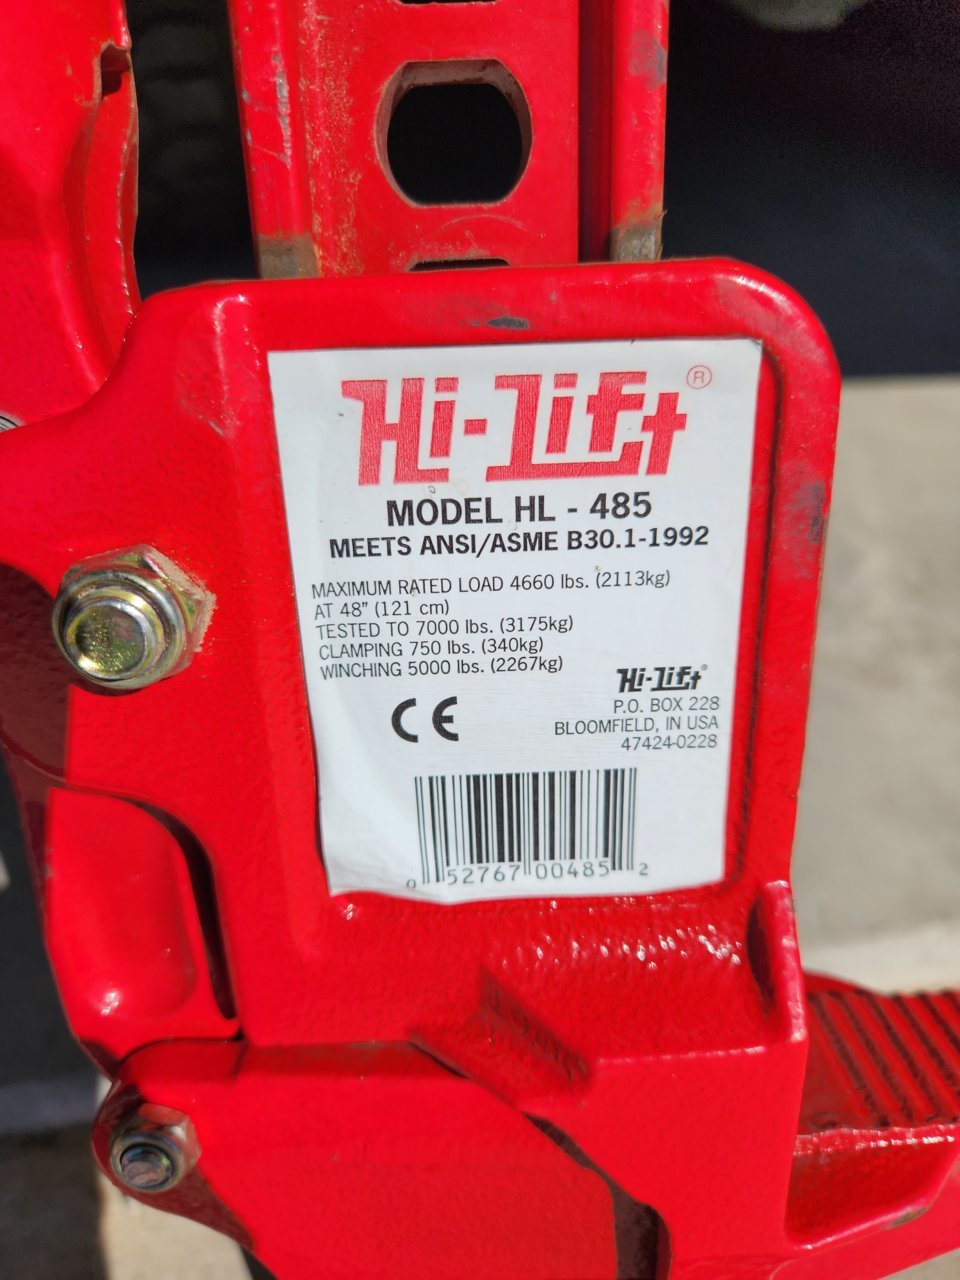 Hi-Lift®
MODEL HL - 485
MEETS ANSI/ASME B30.1-1992
MAXIMUM RATED LOAD 4660 lbs. (2113kg)
AT 48" (121 cm)
TESTED TO 7000 lbs. (3175kg)
CLAMPING 750 lbs. (340kg)
WINCHING 5000 lbs. (2267kg)
Hi-Lift®
P.O. BOX 228
BLOOMFIELD, IN USA
47424-0228
CE
0 52767 00485 2